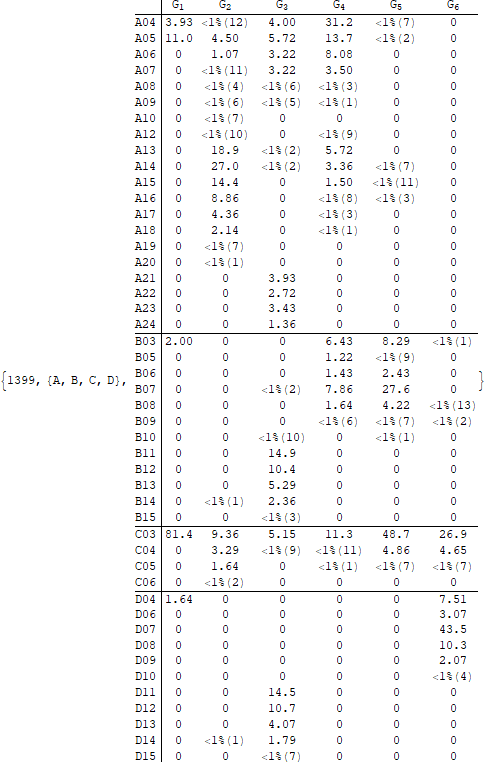 G1 G2 G3 G4 G5 G6
A04 3.93 <1%(12) 4.00 31.2 <1%(7) 0
A05 11.0 4.50 5.72 13.7 <1%(2) 0
A06 0 1.07 3.22 8.08 0 0
A07 0 <1%(11) 3.22 3.50 0 0
A08 0 <1%(4) <1%(6) <1%(3) 0 0
A09 0 <1%(6) <1%(5) <1%(1) 0 0
A10 0 <1%(7) 0 0 0 0
A12 0 <1%(10) 0 <1%(9) 0 0
A13 0 18.9 <1%(2) 5.72 0 0
A14 0 27.0 <1%(2) 3.36 <1%(7) 0
A15 0 14.4 0 1.50 <1%(11) 0
A16 0 8.86 0 <1%(8) <1%(3) 0
A17 0 4.36 0 <1%(3) 0 0
A18 0 2.14 0 <1%(1) 0 0
A19 0 <1%(7) 0 0 0 0
A20 0 <1%(1) 0 0 0 0
A21 0 0 3.93 0 0 0
A22 0 0 2.72 0 0 0
A23 0 0 3.43 0 0 0
A24 0 0 1.36 0 0 0
B03 2.00 0 0 6.43 8.29 <1%(1)
B05 0 0 0 1.22 <1%(9) 0
B06 0 0 0 1.43 2.43 0
{1399, {A, B, C, D}, B07 0 0 <1%(2) 7.86 27.6 0 }
B08 0 0 0 1.64 4.22 <1%(13)
B09 0 0 0 <1%(6) <1%(7) <1%(2)
B10 0 0 <1%(10) 0 <1%(1) 0
B11 0 0 14.9 0 0 0
B12 0 0 10.4 0 0 0
B13 0 0 5.29 0 0 0
B14 0 <1%(1) 2.36 0 0 0
B15 0 0 <1%(3) 0 0 0
C03 81.4 9.36 5.15 11.3 48.7 26.9
C04 0 3.29 <1%(9) <1%(11) 4.86 4.65
C05 0 1.64 0 <1%(1) <1%(7) <1%(7)
C06 0 <1%(2) 0 0 0 0
D04 1.64 0 0 0 0 7.51
D06 0 0 0 0 0 3.07
D07 0 0 0 0 0 43.5
D08 0 0 0 0 0 10.3
D09 0 0 0 0 0 2.07
D10 0 0 0 0 0 <1%(4)
D11 0 0 14.5 0 0 0
D12 0 0 10.7 0 0 0
D13 0 0 4.07 0 0 0
D14 0 <1%(1) 1.79 0 0 0
D15 0 0 <1%(7) 0 0 0